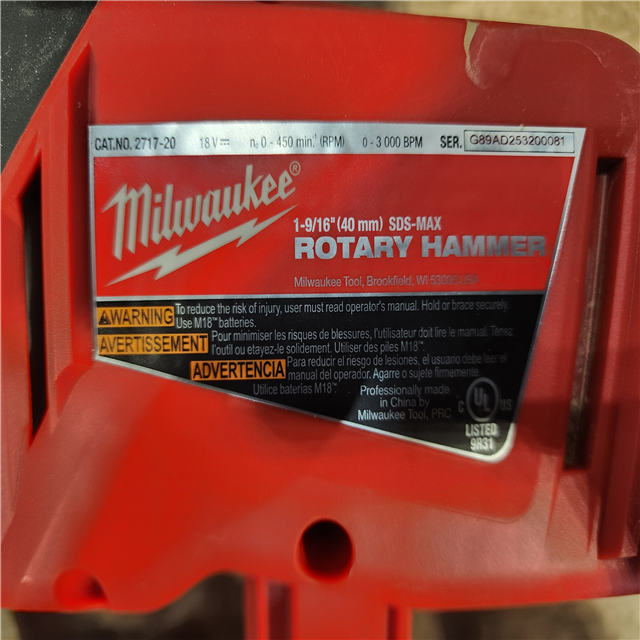 CAT.NO. 2717-20 18 V⎓ n₀ 0 - 450 min.⁻¹ (RPM) 0 - 3 000 BPM SER. G89AD253200081
Milwaukee®
1-9/16" (40 mm) SDS-MAX
ROTARY HAMMER
Milwaukee Tool, Brookfield, WI 53005 USA
WARNING To reduce the risk of injury, user must read operator's manual. Hold or brace securely.
Use M18™ batteries.
AVERTISSEMENT Pour minimiser les risques de blessures, l'utilisateur doit lire le manual. Tenez
l'outil ou etayez-le solidement. Utiliser des piles M18™.
ADVERTENCIA Para reducir el riesgo de lesiones, el usuario debe leer el
manual del operador. Agarre o sujete firmemente.
Utilice baterías M18™.
Professionally made
in China by
Milwaukee Tool, PRC
C UL US
LISTED
9R31